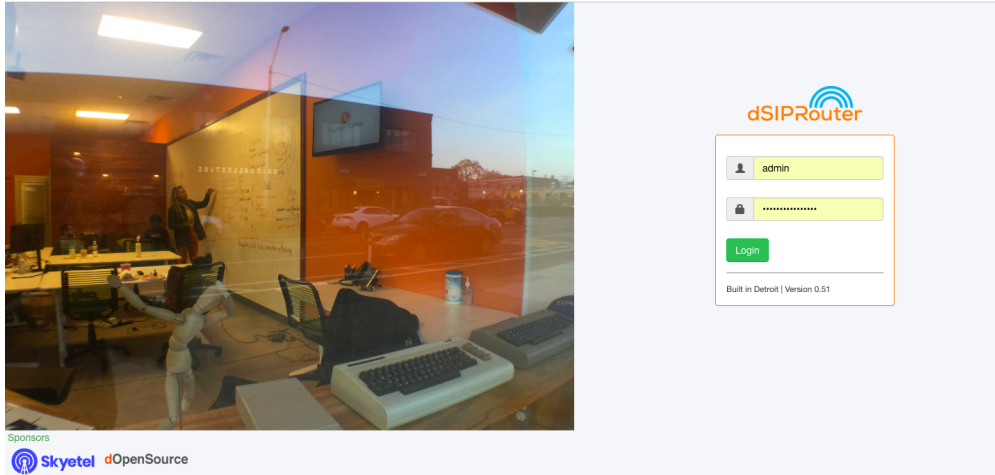 dSIPRouter
admin
Login
Built in Detroit | Version 0.51
Sponsors
Skyetel dOpenSource